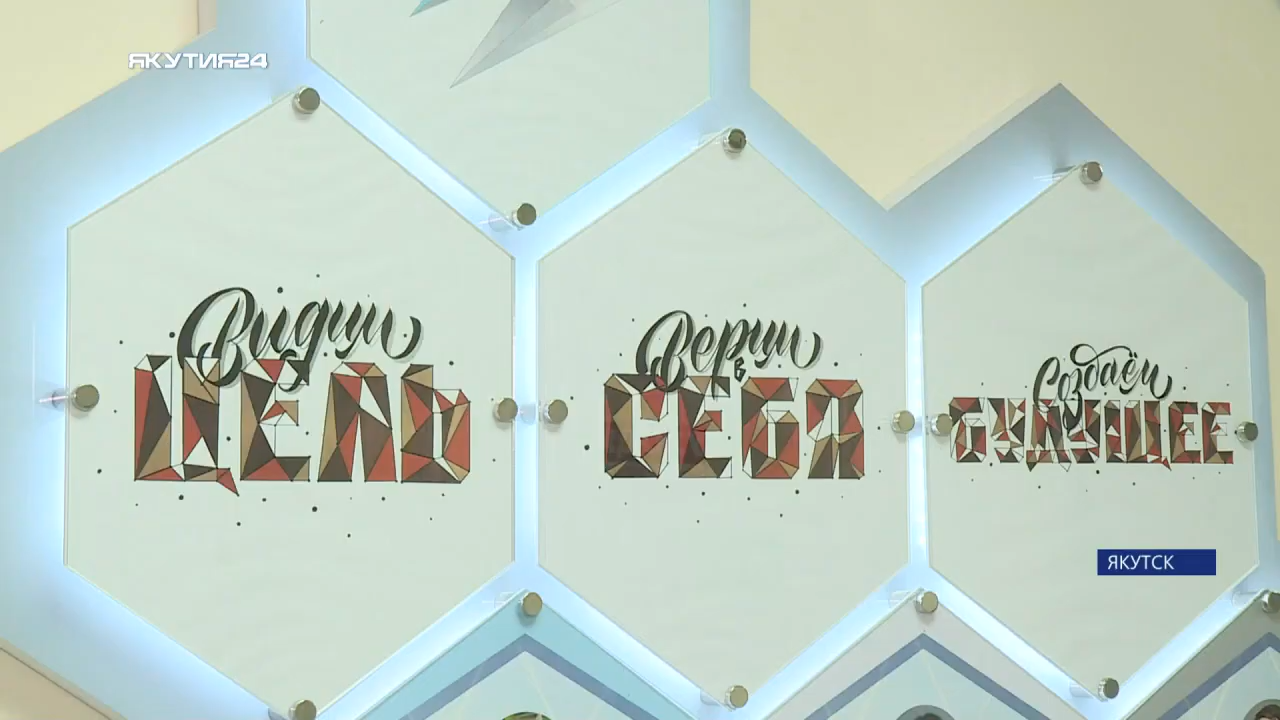 ЯКУТИЯ24
Видим
ЦЕЛЬ
Верим
в
СЕБЯ
Создаём
БУДУЩЕЕ
ЯКУТСК